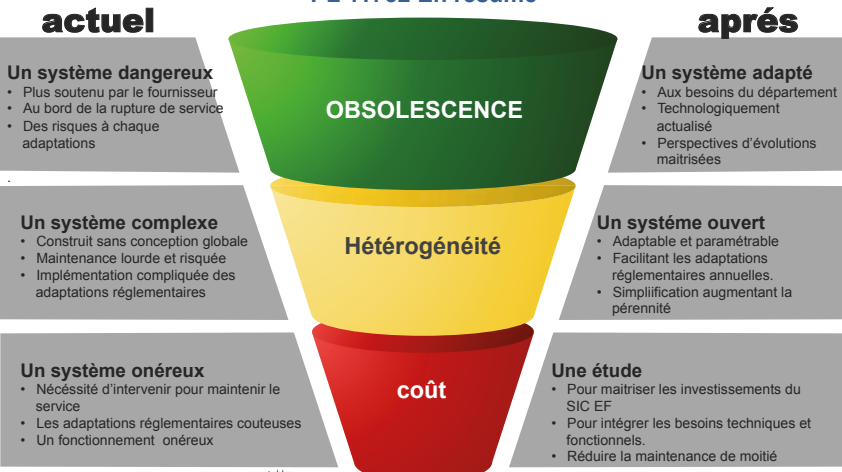 actuel
Un système dangereux
• Plus soutenu par le fournisseur
• Au bord de la rupture de service
• Des risques à chaque
adaptations
.
Un système complexe
• Construit sans conception globale
• Maintenance lourde et risquée
• Implémentation compliquée des
adaptations réglementaires
Un système onéreux
• Nécéssité d'intervenir pour maintenir le
service
• Les adaptations réglementaires couteuses
• Un fonctionnement onéreux
OBSOLESCENCE
Hétérogénéité
coût
aprés
Un système adapté
• Aux besoins du département
• Technologiquement
actualisé
• Perspectives d'évolutions
maitrisées
Un systéme ouvert
• Adaptable et paramétrable
• Facilitant les adaptations
réglementaires annuelles.
• Simpliification augmentant la
pérennité
Une étude
• Pour maitriser les investissements du
SIC EF
• Pour intégrer les besoins techniques et
fonctionnels.
• Réduire la maintenance de moitié